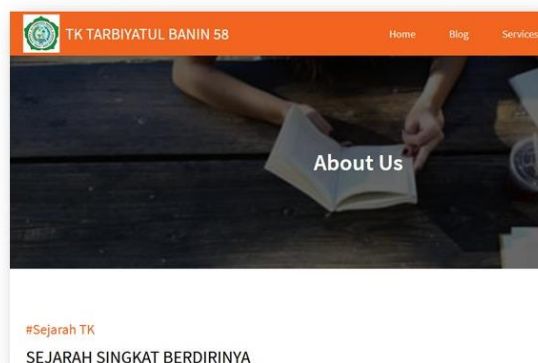 TK TARBIYATUL BANIN 58
Home Blog Services
About Us
#Sejarah TK
SEJARAH SINGKAT BERDIRINYA